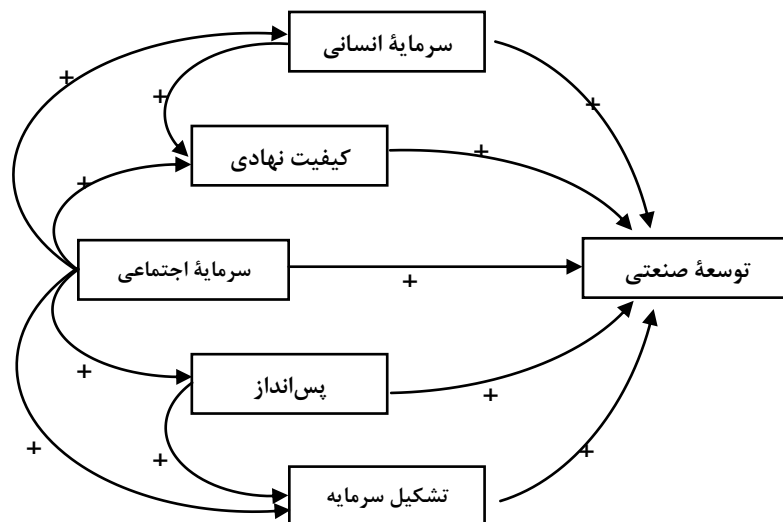 سرمایهٔ انسانی
+
+
+
کیفیت نهادی
+
+
سرمایهٔ اجتماعی
+
توسعهٔ صنعتی
+
پس‌انداز
+
+
+
تشکیل سرمایه
+